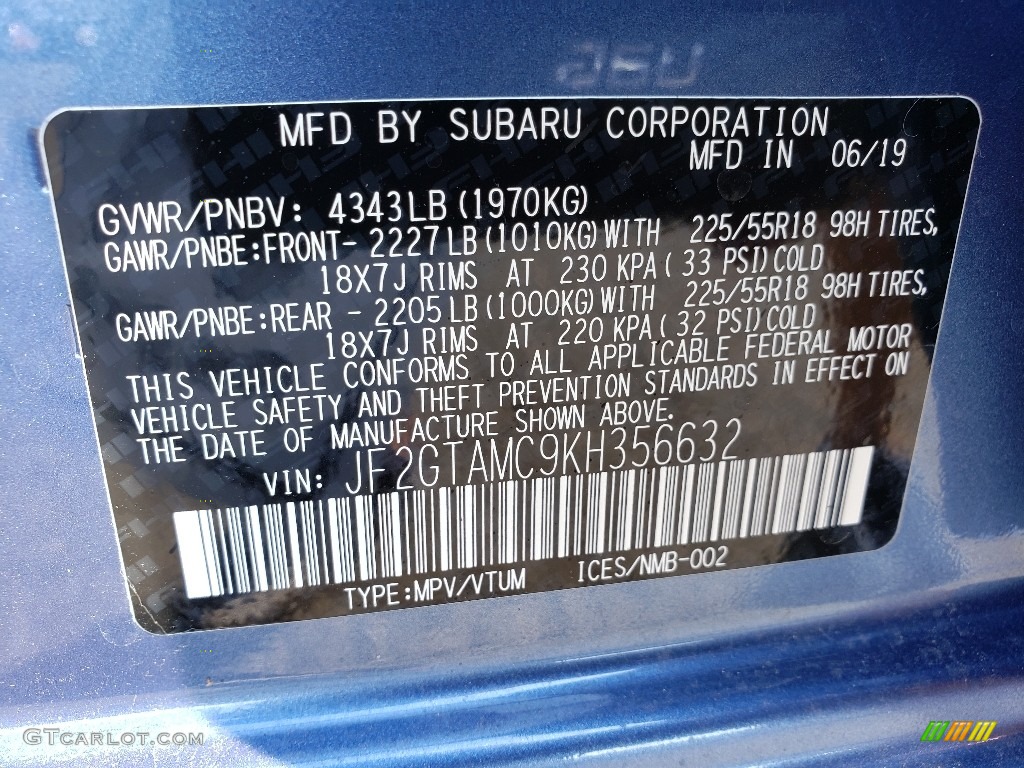 MFD BY SUBARU CORPORATION
MFD IN 06/19
GVWR/PNBV: 4343LB (1970KG)
GAWR/PNBE:FRONT- 2227LB (1010KG) WITH 225/55R18 98H TIRES,
18X7J RIMS AT 230 KPA ( 33 PSI) COLD
GAWR/PNBE:REAR - 2205LB (1000KG) WITH 225/55R18 98H TIRES,
18X7J RIMS AT 220 KPA ( 32 PSI) COLD
THIS VEHICLE CONFORMS TO ALL APPLICABLE FEDERAL MOTOR
VEHICLE SAFETY AND THEFT PREVENTION STANDARDS IN EFFECT ON
THE DATE OF MANUFACTURE SHOWN ABOVE.
VIN: JF2GTAMC9KH356632
TYPE:MPV/VTUM ICES/NMB-002
GTCARLOT.COM